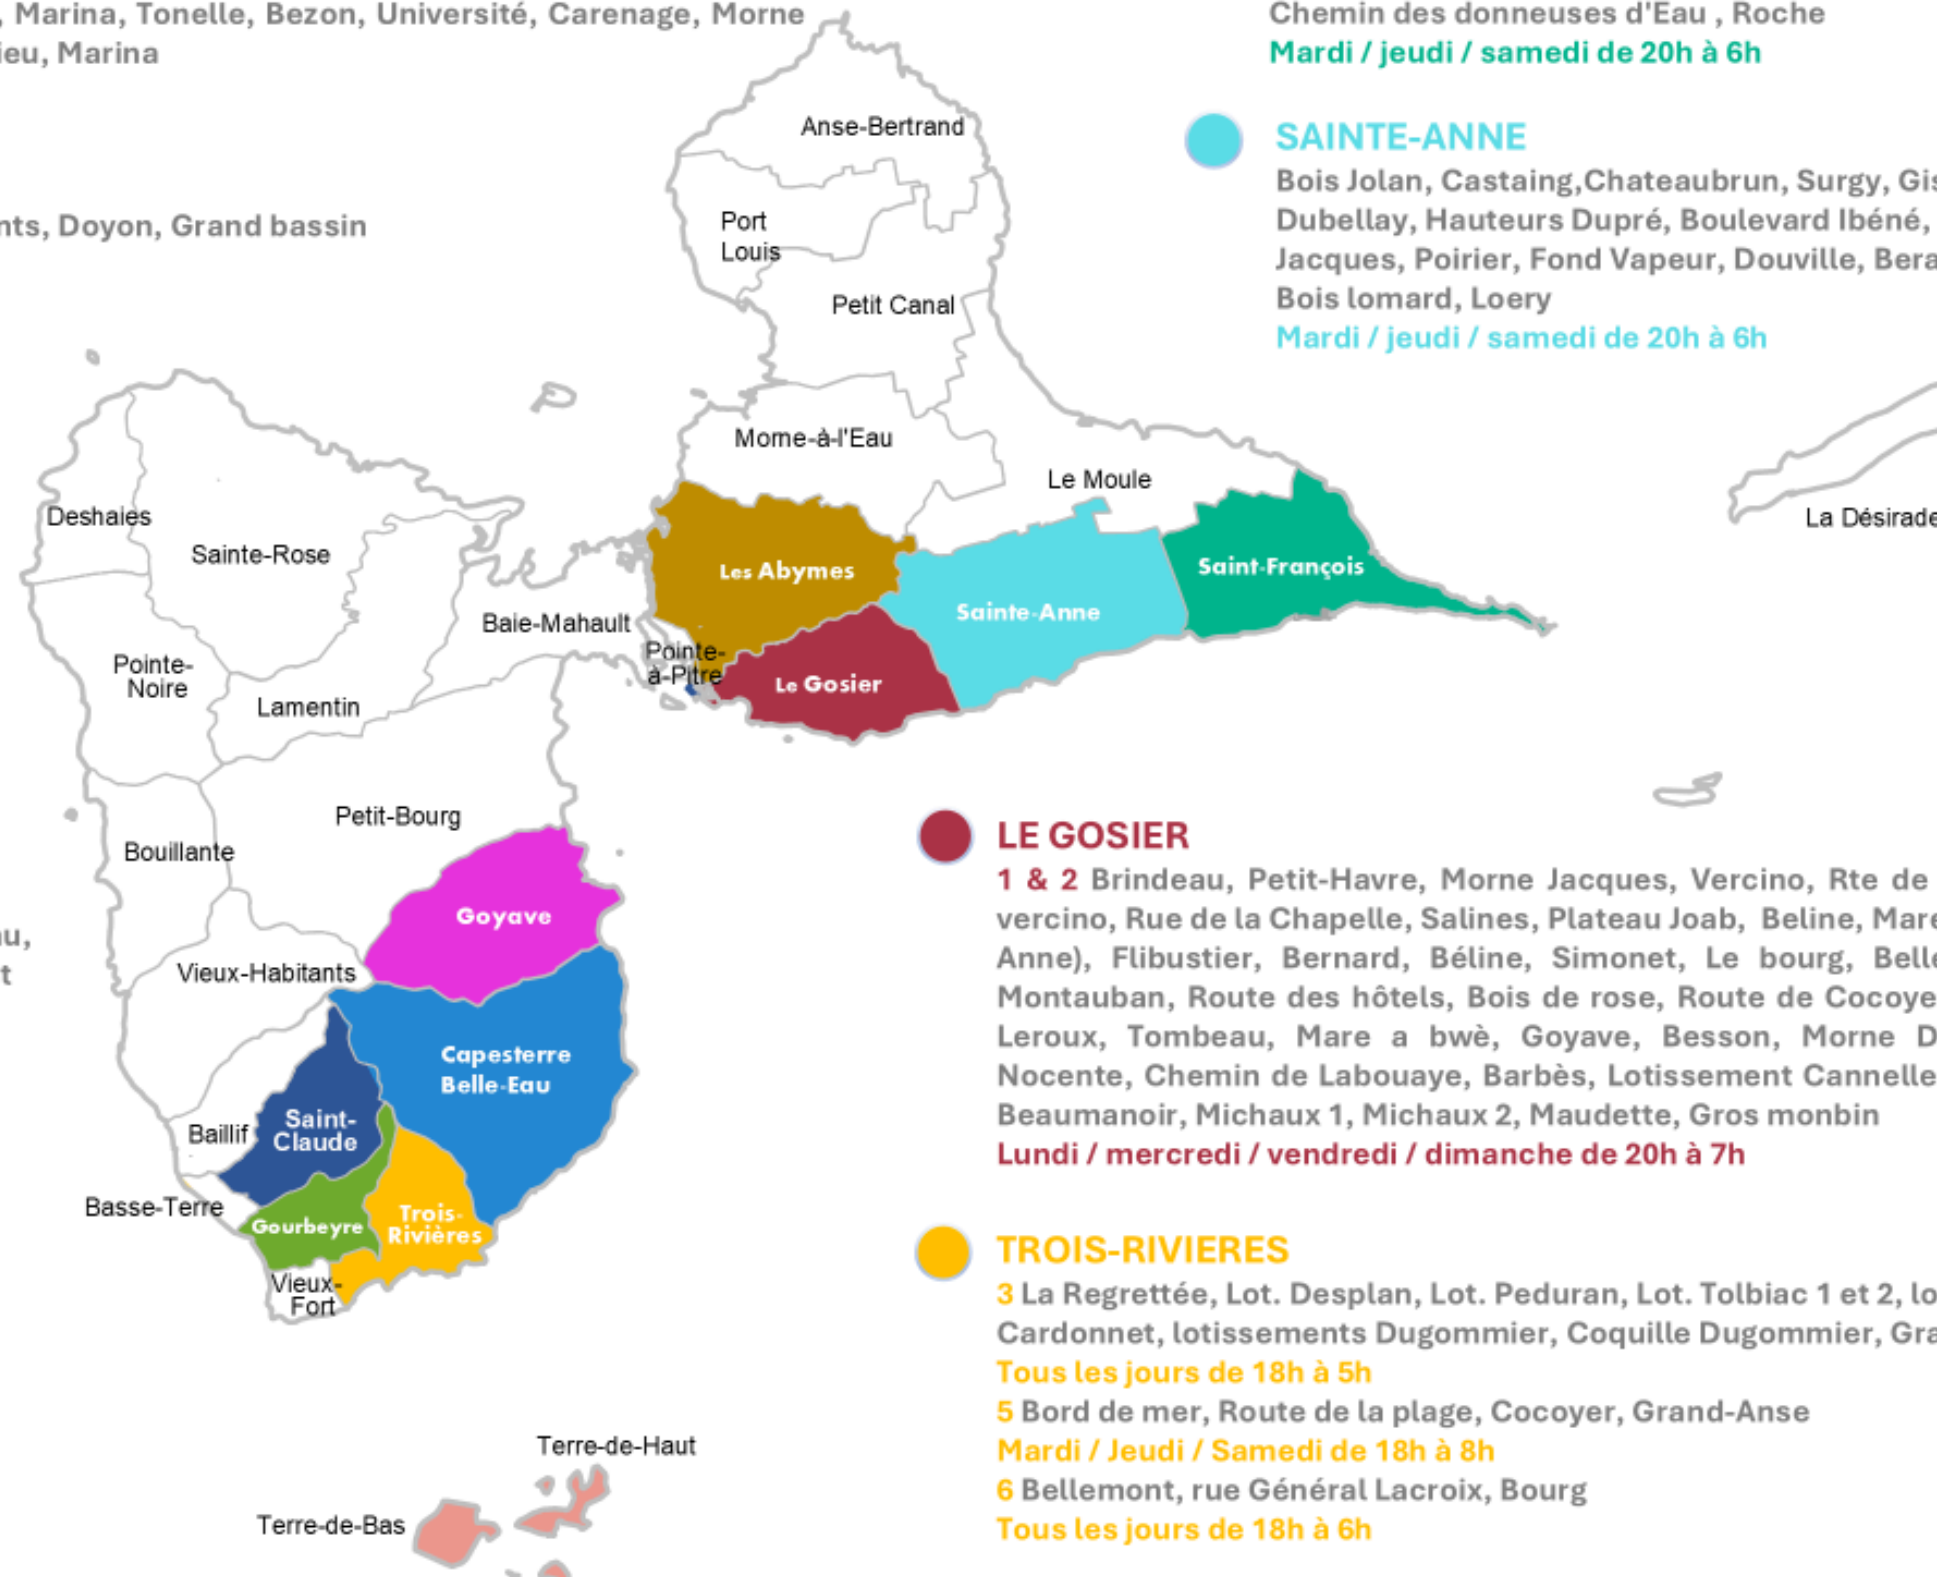 , Marina, Tonelle, Bezon, Université, Carenage, Morne
ieu, Marina
nts, Doyon, Grand bassin
Chemin des donneuses d'Eau , Roche
Mardi / jeudi / samedi de 20h à 6h
SAINTE-ANNE
Bois Jolan, Castaing,Chateaubrun, Surgy, Gis
Dubellay, Hauteurs Dupré, Boulevard Ibéné,
Jacques, Poirier, Fond Vapeur, Douville, Bera
Bois lomard, Loery
Mardi / jeudi / samedi de 20h à 6h
Anse-Bertrand
Port
Louis
Petit Canal
Morne-à-l'Eau
Le Moule
Deshaies
Sainte-Rose
La Désirade
Les Abymes
Saint-François
Sainte-Anne
Baie-Mahault
Pointe-
à-Pitre
Le Gosier
Pointe-
Noire
Lamentin
Petit-Bourg
Bouillante
Goyave
Vieux-Habitants
Capesterre
Belle-Eau
Saint-
Claude
Baillif
Basse-Terre
Gourbeyre
Trois-
Rivières
Vieux-
Fort
Terre-de-Haut
Terre-de-Bas
au,
t
LE GOSIER
1 & 2 Brindeau, Petit-Havre, Morne Jacques, Vercino, Rte de
vercino, Rue de la Chapelle, Salines, Plateau Joab, Beline, Mare
Anne), Flibustier, Bernard, Béline, Simonet, Le bourg, Belle
Montauban, Route des hôtels, Bois de rose, Route de Cocoye
Leroux, Tombeau, Mare a bwè, Goyave, Besson, Morne D
Nocente, Chemin de Labouaye, Barbès, Lotissement Cannelle
Beaumanoir, Michaux 1, Michaux 2, Maudette, Gros monbin
Lundi / mercredi / vendredi / dimanche de 20h à 7h
TROIS-RIVIERES
3 La Regrettée, Lot. Desplan, Lot. Peduran, Lot. Tolbiac 1 et 2, lo
Cardonnet, lotissements Dugommier, Coquille Dugommier, Gra
Tous les jours de 18h à 5h
5 Bord de mer, Route de la plage, Cocoyer, Grand-Anse
Mardi / Jeudi / Samedi de 18h à 8h
6 Bellemont, rue Général Lacroix, Bourg
Tous les jours de 18h à 6h